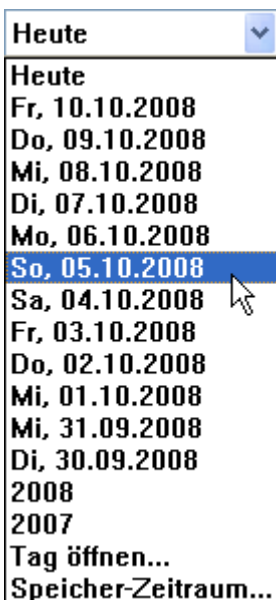 Heute
Heute
Fr, 10.10.2008
Do, 09.10.2008
Mi, 08.10.2008
Di, 07.10.2008
Mo, 06.10.2008
So, 05.10.2008
Sa, 04.10.2008
Fr, 03.10.2008
Do, 02.10.2008
Mi, 01.10.2008
Mi, 31.09.2008
Di, 30.09.2008
2008
2007
Tag öffnen...
Speicher-Zeitraum...